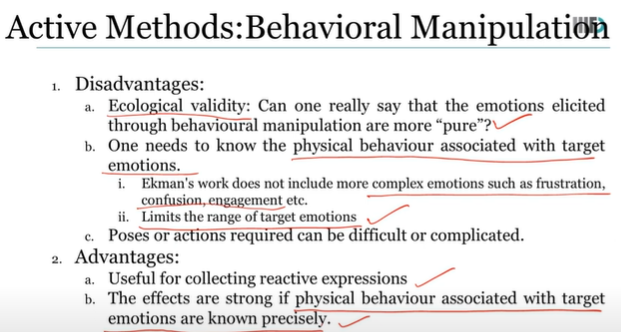 Active Methods:Behavioral Manipulation
1. Disadvantages:
a. Ecological validity: Can one really say that the emotions elicited
through behavioural manipulation are more “pure”?
b. One needs to know the physical behaviour associated with target
emotions.
i. Ekman's work does not include more complex emotions such as frustration,
confusion, engagement etc.
ii. Limits the range of target emotions
c. Poses or actions required can be difficult or complicated.
2. Advantages:
a. Useful for collecting reactive expressions
b. The effects are strong if physical behaviour associated with target
emotions are known precisely.